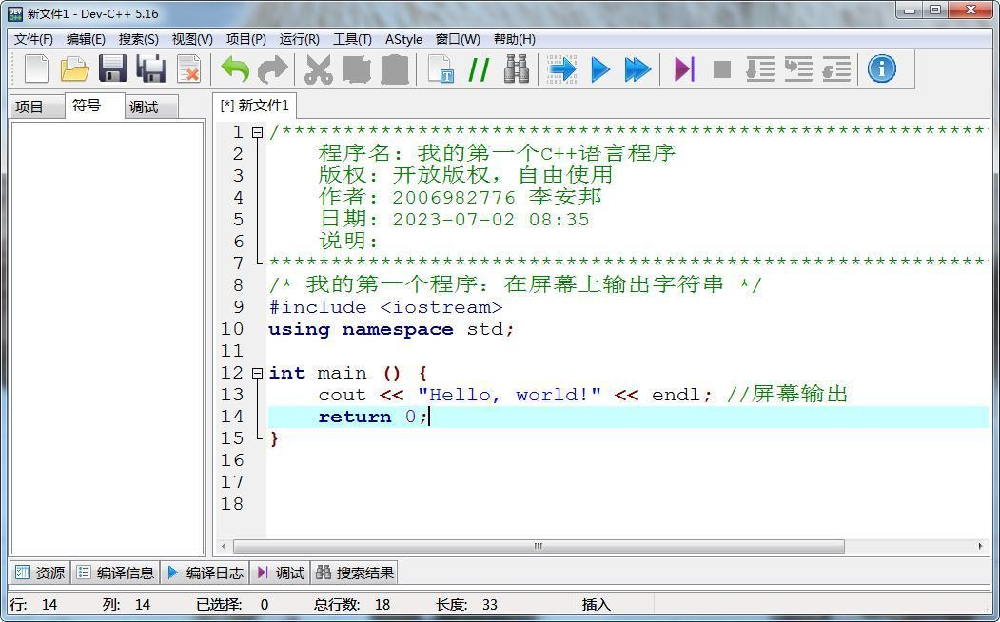 新文件1 - Dev-C++ 5.16
文件(F) 编辑(E) 搜索(S) 视图(V) 项目(P) 运行(R) 工具(T) AStyle 窗口(W) 帮助(H)
项目 符号 调试 [*] 新文件1
1 /**********************************************************
2 程序名: 我的第一个C++语言程序
3 版权: 开放版权，自由使用
4 作者: 2006982776 李安邦
5 日期: 2023-07-02 08:35
6 说明:
7 **********************************************************
8 /* 我的第一个程序: 在屏幕上输出字符串 */
9 #include <iostream>
10 using namespace std;
11
12 int main () {
13 cout << "Hello, world!" << endl; //屏幕输出
14 return 0;
15 }
16
17
18
资源 编译信息 编译日志 调试 搜索结果
行: 14 列: 14 已选择: 0 总行数: 18 长度: 33 插入